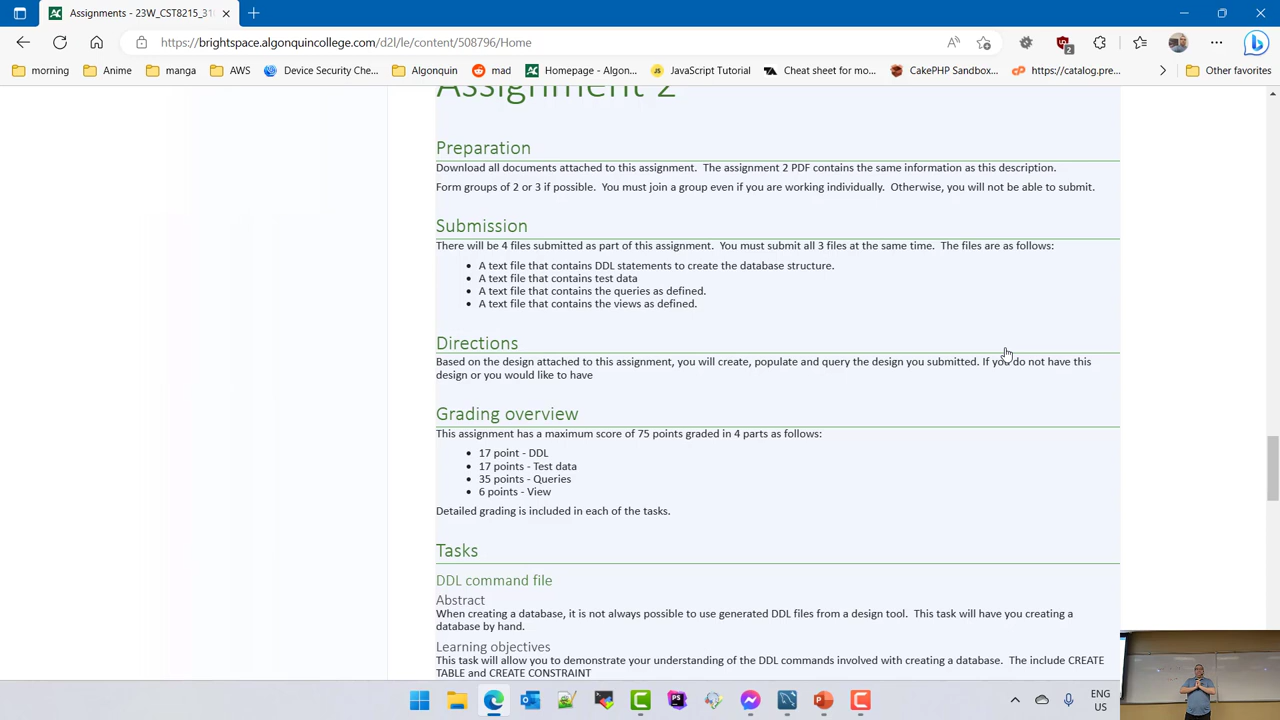 Assignments - 23W_CST8215_31
https://brightspace.algonquincollege.com/d2l/le/content/508796/Home
2
morning
Anime
manga
AWS
Device Security Che...
Algonquin
mad
Homepage - Algon...
JavaScript Tutorial
Cheat sheet for mo...
CakePHP Sandbox...
https://catalog.pre...
Other favorites
Assignment 2
Preparation
Download all documents attached to this assignment. The assignment 2 PDF contains the same information as this description.
Form groups of 2 or 3 if possible. You must join a group even if you are working individually. Otherwise, you will not be able to submit.
Submission
There will be 4 files submitted as part of this assignment. You must submit all 3 files at the same time. The files are as follows:
• A text file that contains DDL statements to create the database structure.
• A text file that contains test data
• A text file that contains the queries as defined.
• A text file that contains the views as defined.
Directions
Based on the design attached to this assignment, you will create, populate and query the design you submitted. If you do not have this
design or you would like to have
Grading overview
This assignment has a maximum score of 75 points graded in 4 parts as follows:
• 17 point - DDL
• 17 points - Test data
• 35 points - Queries
• 6 points - View
Detailed grading is included in each of the tasks.
Tasks
DDL command file
Abstract
When creating a database, it is not always possible to use generated DDL files from a design tool. This task will have you creating a
database by hand.
Learning objectives
This task will allow you to demonstrate your understanding of the DDL commands involved with creating a database. The include CREATE
TABLE and CREATE CONSTRAINT
ENG
US